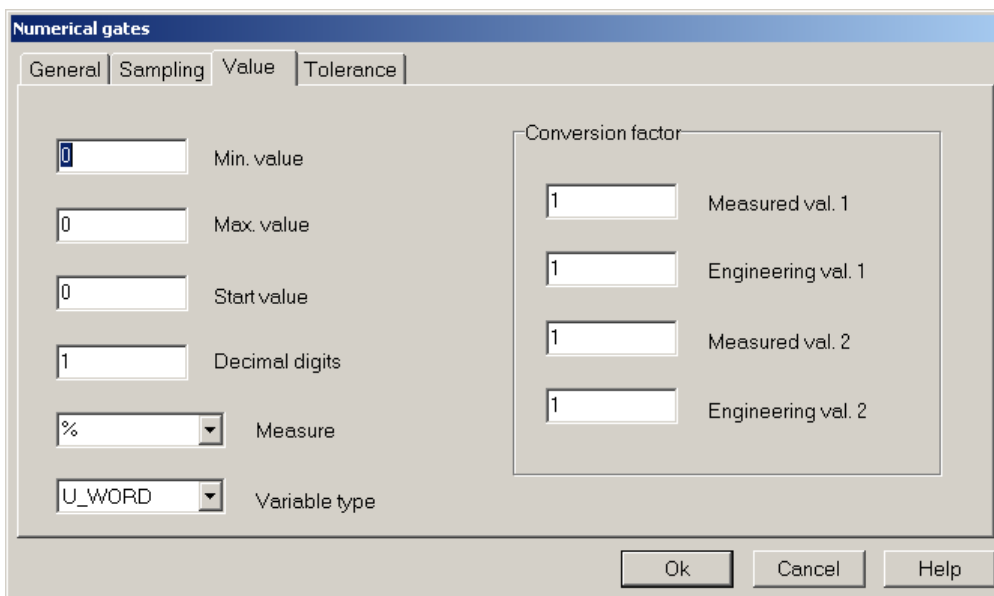 Numerical gates
General Sampling Value Tolerance
0 Min. value
0 Max. value
0 Start value
1 Decimal digits
% Measure
U_WORD Variable type
Conversion factor
1 Measured val. 1
1 Engineering val. 1
1 Measured val. 2
1 Engineering val. 2
Ok Cancel Help